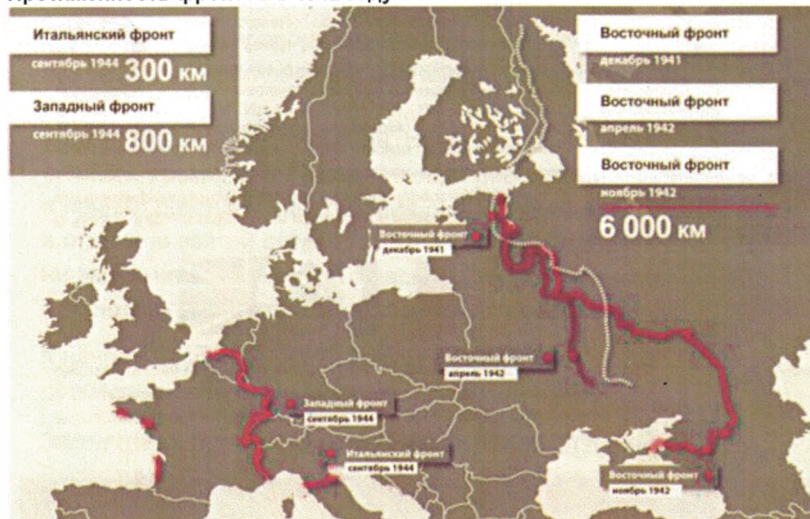 Итальянский фронт
сентябрь 1944 300 км
Западный фронт
сентябрь 1944 800 км
Восточный фронт
декабрь 1941
Восточный фронт
апрель 1942
Восточный фронт
ноябрь 1942
6 000 км
Восточный фронт
декабрь 1941
Восточный фронт
апрель 1942
Западный фронт
сентябрь 1944
Итальянский фронт
сентябрь 1944
Восточный фронт
ноябрь 1942